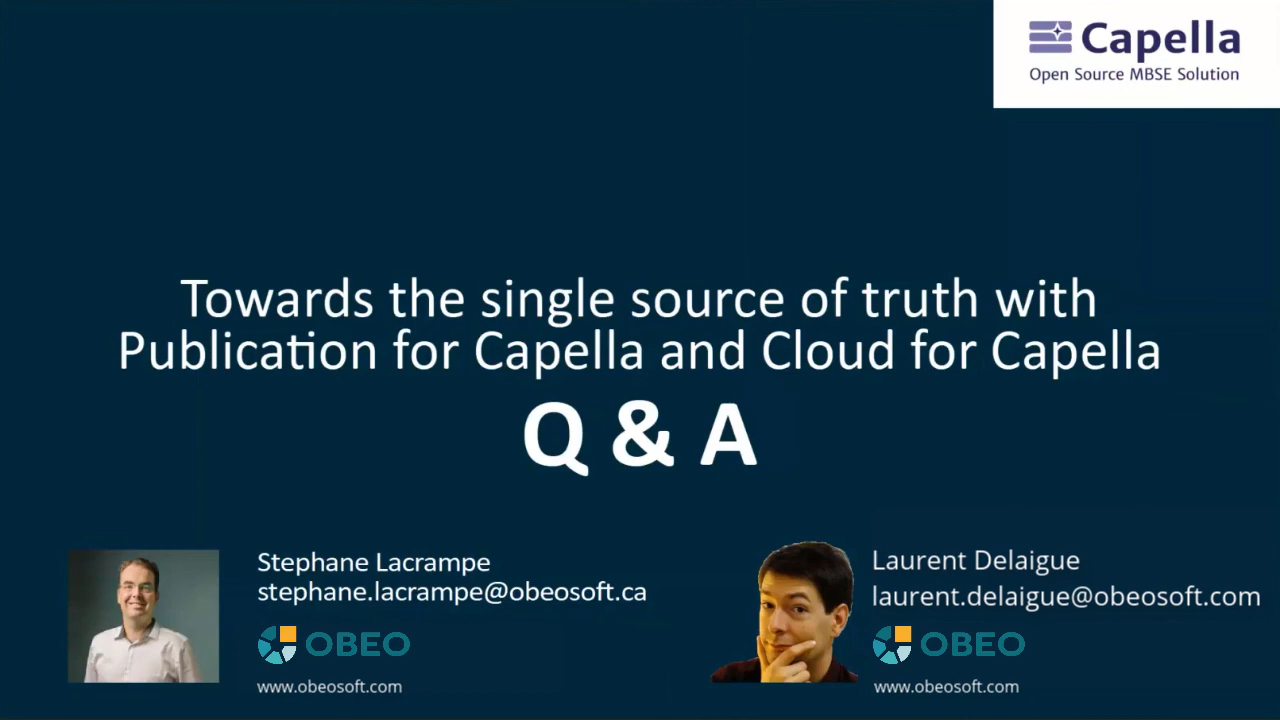 Capella
Open Source MBSE Solution
Towards the single source of truth with
Publication for Capella and Cloud for Capella
Q & A
Stephane Lacrampe
stephane.lacrampe@obeosoft.ca
OBEO
www.obeosoft.com
Laurent Delaigue
laurent.delaigue@obeosoft.com
OBEO
www.obeosoft.com